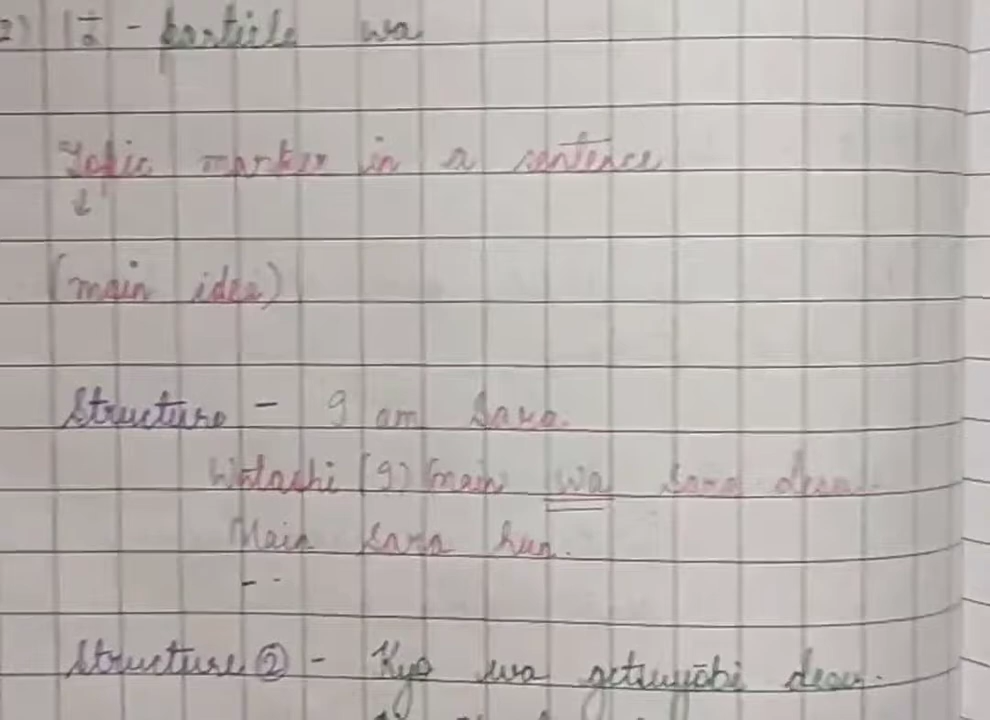 2) は - particle wa
Topic marker in a sentence
↓
(main idea)
Structure - I am Sara.
Watashi (I) (main) wa Sara desu.
Main Sara hun.
Structure ② - Kyo wa getsuyōbi desu.